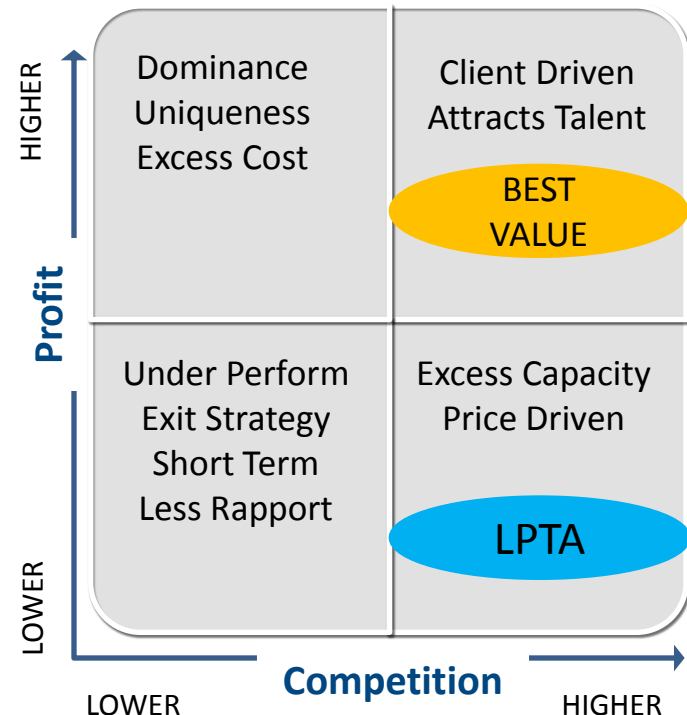 HIGHER
Dominance
Uniqueness
Excess Cost
Client Driven
Attracts Talent
BEST
VALUE
Profit
Under Perform
Exit Strategy
Short Term
Less Rapport
Excess Capacity
Price Driven
LPTA
LOWER
Competition
LOWER
HIGHER